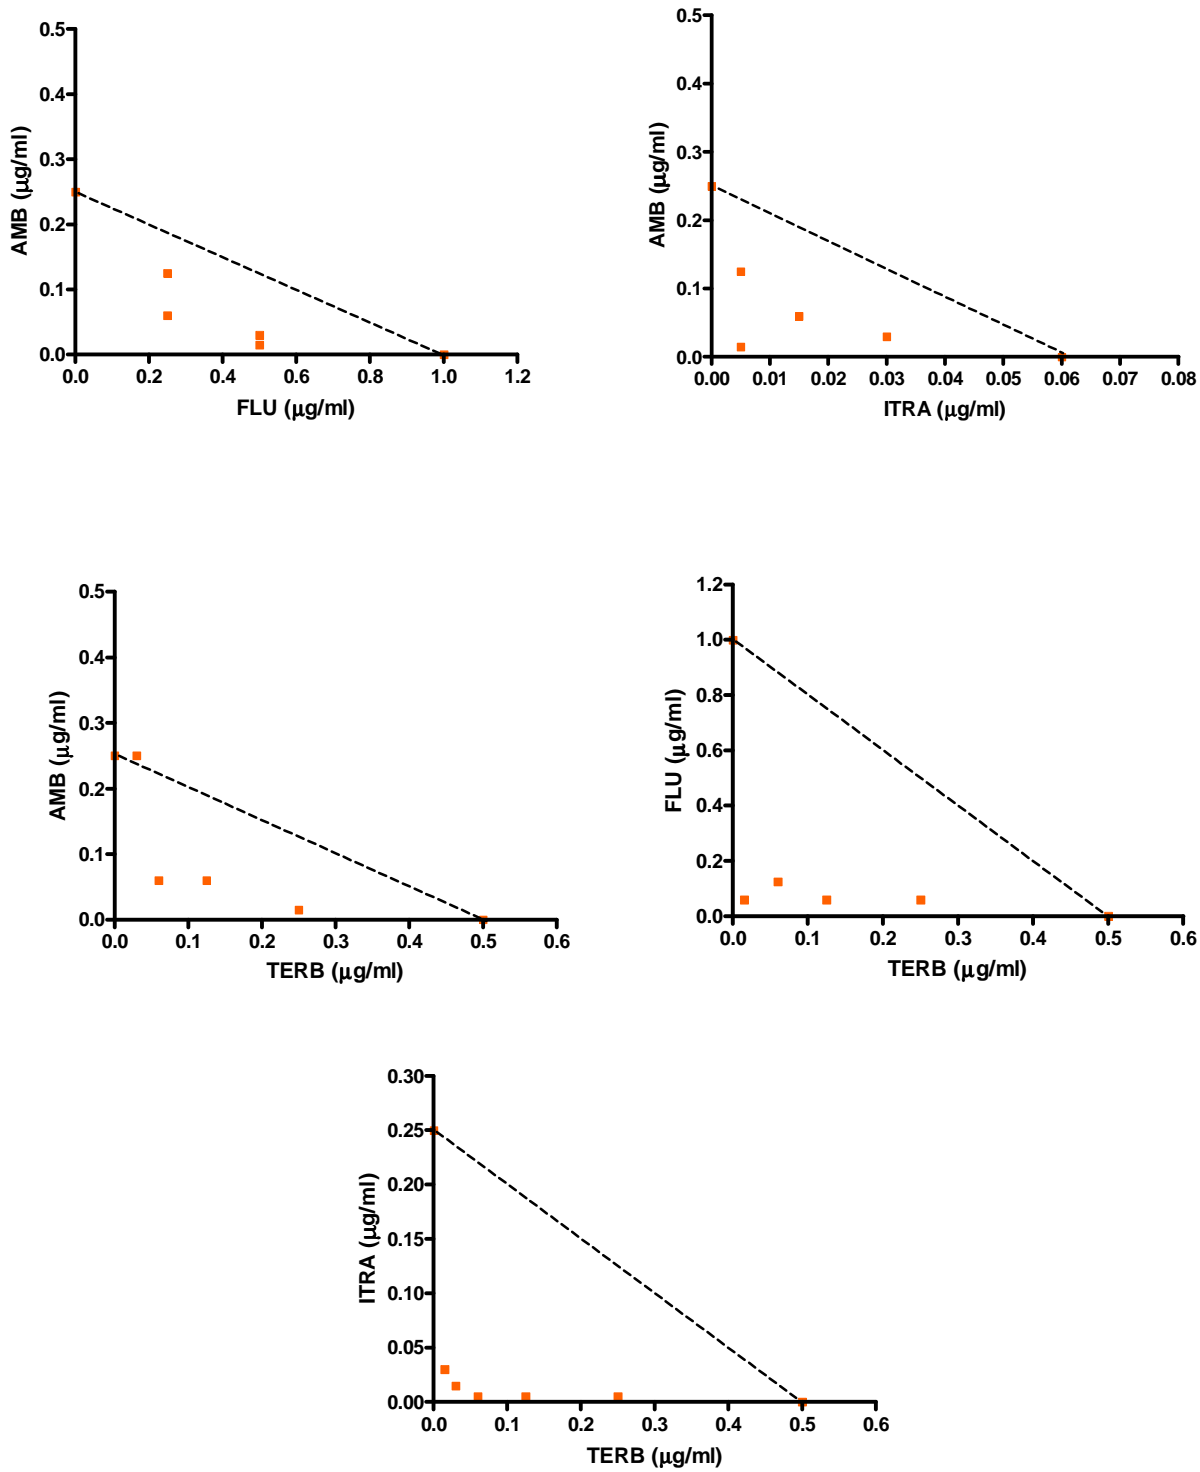 0.5
0.4
0.3
0.2
0.1
0.0
AMB (µg/ml)
0.0 0.2 0.4 0.6 0.8 1.0 1.2
FLU (µg/ml)
0.5
0.4
0.3
0.2
0.1
0.0
AMB (µg/ml)
0.00 0.01 0.02 0.03 0.04 0.05 0.06 0.07 0.08
ITRA (µg/ml)
0.5
0.4
0.3
0.2
0.1
0.0
AMB (µg/ml)
0.0 0.1 0.2 0.3 0.4 0.5 0.6
TERB (µg/ml)
1.2
1.0
0.8
0.6
0.4
0.2
0.0
FLU (µg/ml)
0.0 0.1 0.2 0.3 0.4 0.5 0.6
TERB (µg/ml)
0.30
0.25
0.20
0.15
0.10
0.05
0.00
ITRA (µg/ml)
0.0 0.1 0.2 0.3 0.4 0.5 0.6
TERB (µg/ml)